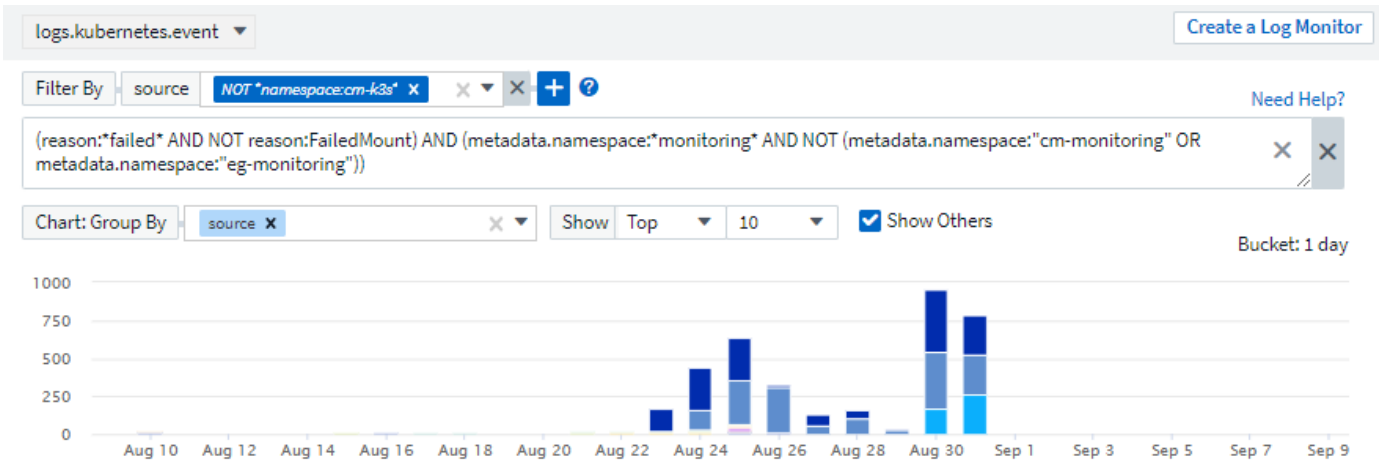 logs.kubernetes.event
Create a Log Monitor
Filter By source NOT "namespace:cm-k3s" X
Need Help?
(reason:*failed* AND NOT reason:FailedMount) AND (metadata.namespace:*monitoring* AND NOT (metadata.namespace:"cm-monitoring" OR
metadata.namespace:"eg-monitoring"))
Chart: Group By source X Show Top 10 Show Others
Bucket: 1 day
1000
750
500
250
0
Aug 10 Aug 12 Aug 14 Aug 16 Aug 18 Aug 20 Aug 22 Aug 24 Aug 26 Aug 28 Aug 30 Sep 1 Sep 3 Sep 5 Sep 7 Sep 9